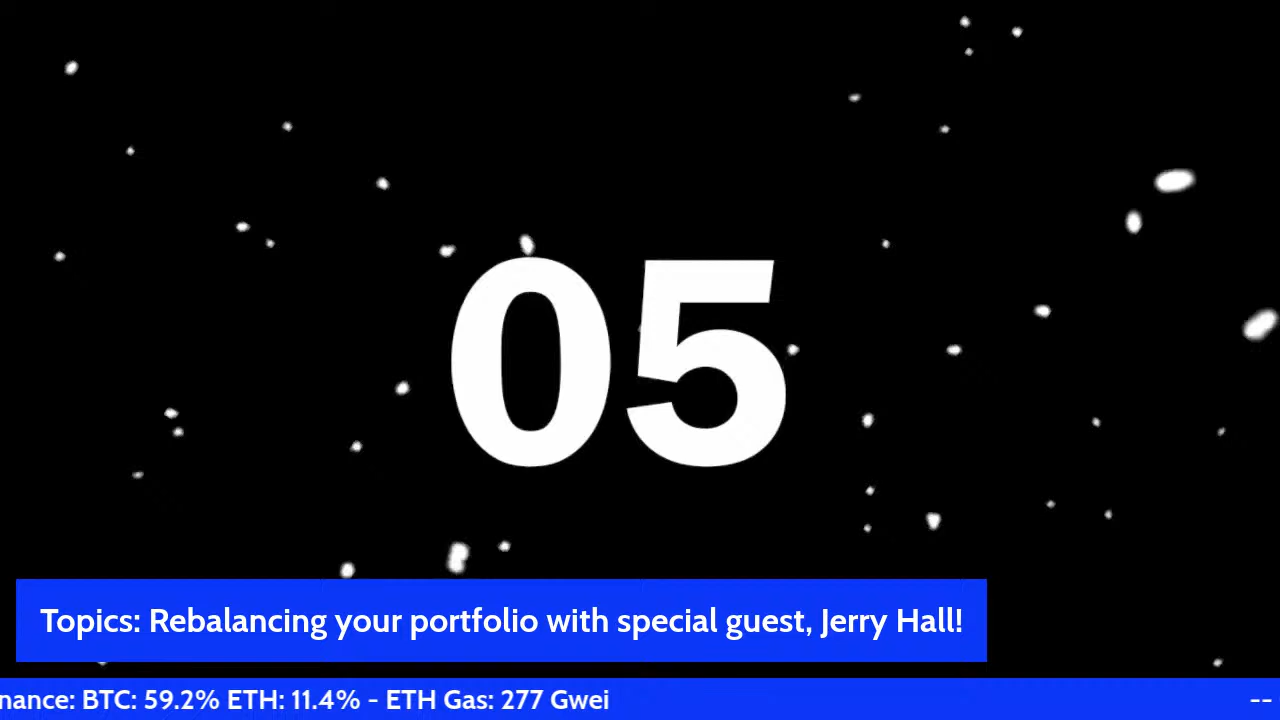 05
Topics: Rebalancing your portfolio with special guest, Jerry Hall!
nance: BTC: 59.2% ETH: 11.4% - ETH Gas: 277 Gwei --